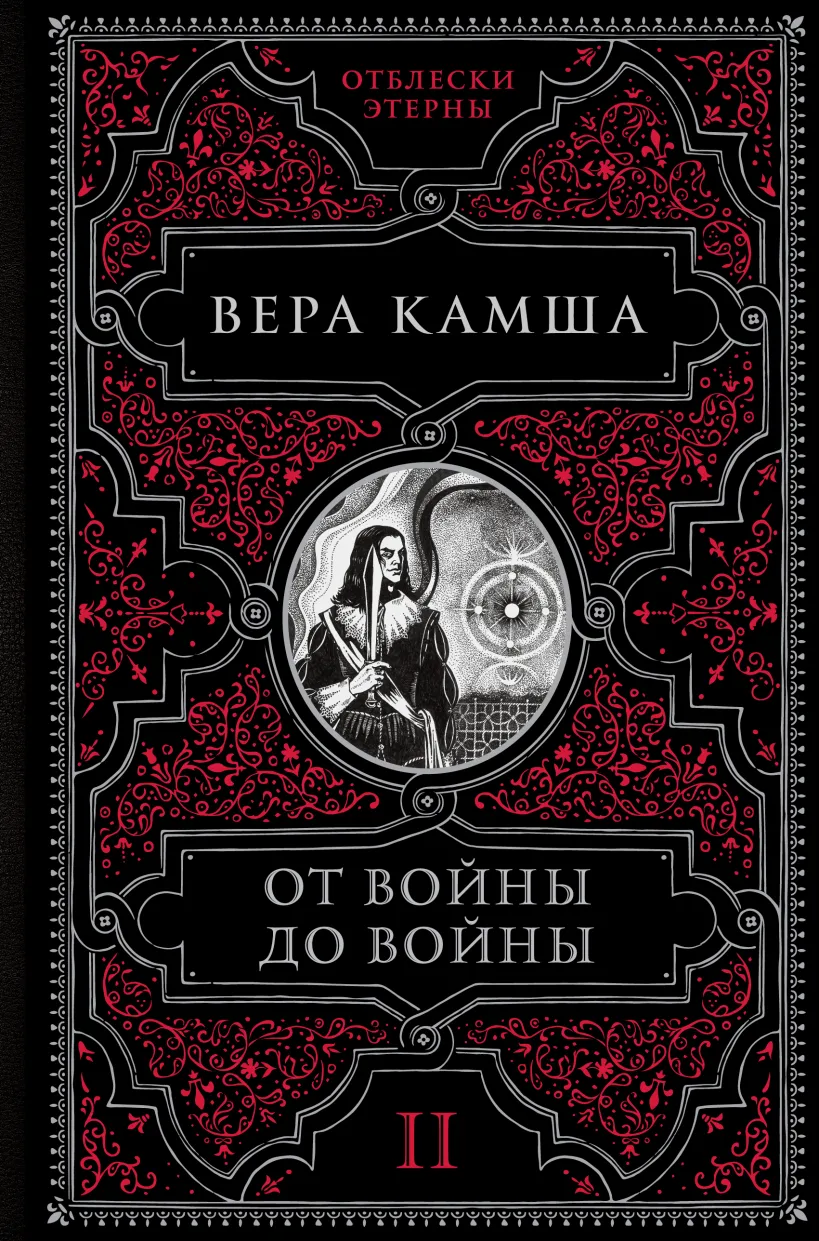 ОТБЛЕСКИ
ЭТЕРНЫ
ВЕРА КАМША
ОТ ВОЙНЫ
ДО ВОЙНЫ
II